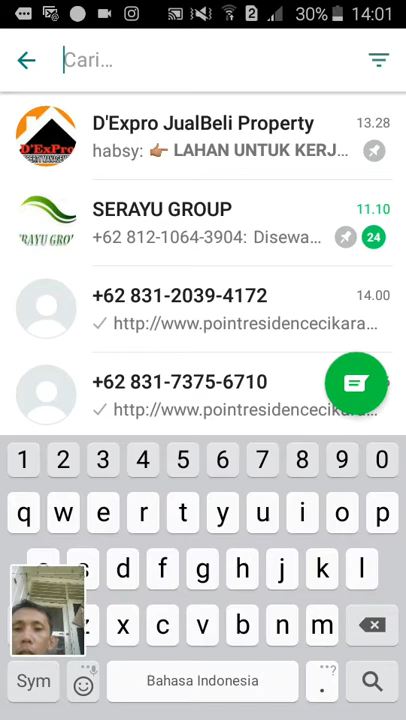 30% 14:01
Cari...
D'Expro JualBeli Property 13.28
habsy: 👉 LAHAN UNTUK KERJ...
SERAYU GROUP 11.10
+62 812-1064-3904: Disewa... 24
+62 831-2039-4172 14.00
http://www.pointresidencecikara...
+62 831-7375-6710
http://www.pointresidencecikara...
1 2 3 4 5 6 7 8 9 0
q w e r t y u i o p
s d f g h j k l
z x c v b n m
Sym Bahasa Indonesia . ?